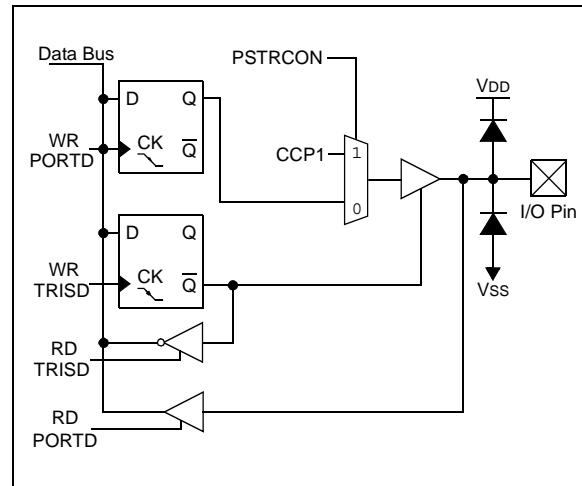 Data Bus
PSTRCON
VDD
D Q
WR
PORTD
CK Q
CCP1
1
0
I/O Pin
D Q
WR
TRISD
CK Q
VSS
RD
TRISD
RD
PORTD